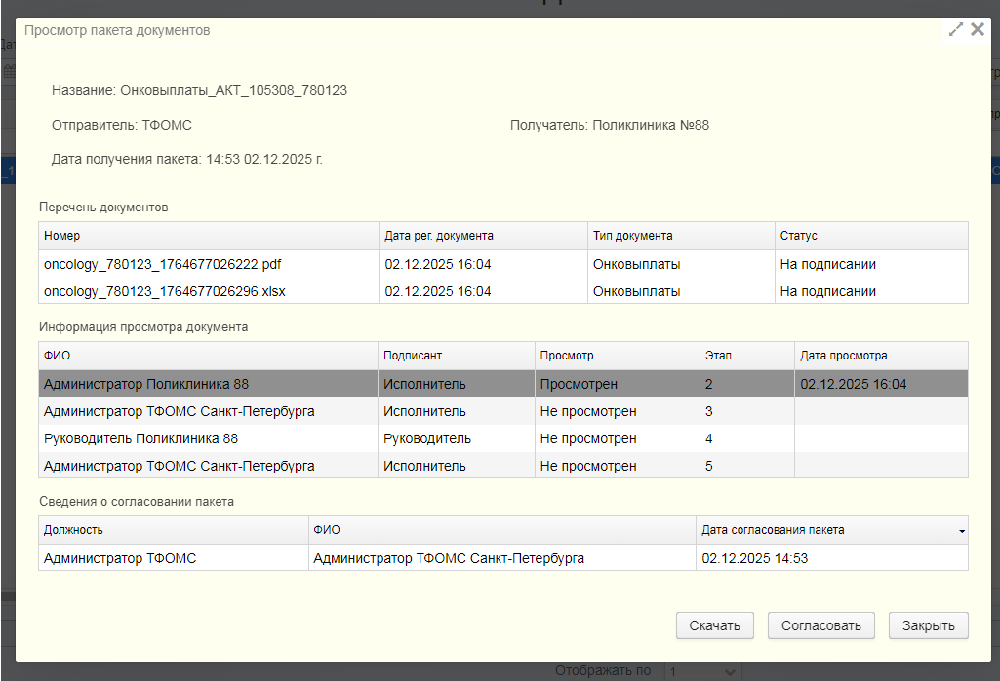 Просмотр пакета документов
Название: Онковыплаты_АКТ_105308_780123
Отправитель: ТФОМС Получатель: Поликлиника №88
Дата получения пакета: 14:53 02.12.2025 г.
Перечень документов
Номер Дата рег. документа Тип документа Статус
oncology_780123_1764677026222.pdf 02.12.2025 16:04 Онковыплаты На подписании
oncology_780123_1764677026296.xlsx 02.12.2025 16:04 Онковыплаты На подписании
Информация просмотра документа
ФИО Подписант Просмотр Этап Дата просмотра
Администратор Поликлиника 88 Исполнитель Просмотрен 2 02.12.2025 16:04
Администратор ТФОМС Санкт-Петербурга Исполнитель Не просмотрен 3
Руководитель Поликлиника 88 Руководитель Не просмотрен 4
Администратор ТФОМС Санкт-Петербурга Исполнитель Не просмотрен 5
Сведения о согласовании пакета
Должность ФИО Дата согласования пакета
Администратор ТФОМС Администратор ТФОМС Санкт-Петербурга 02.12.2025 14:53
Скачать Согласовать Закрыть
Отображать по 1